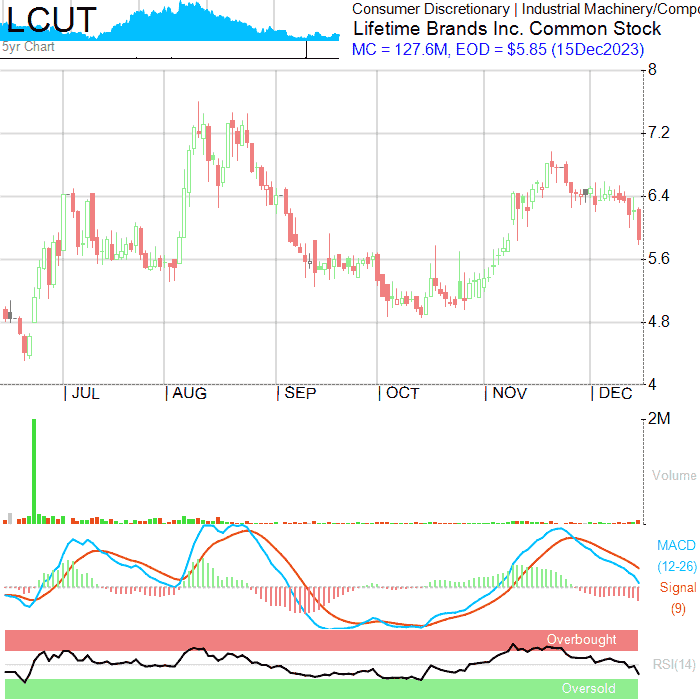 LCUT
5yr Chart
Consumer Discretionary | Industrial Machinery/Compo
Lifetime Brands Inc. Common Stock
MC = 127.6M, EOD = $5.85 (15Dec2023)
8
7.2
6.4
5.6
4.8
4
JUL AUG SEP OCT NOV DEC
2M
Volume
MACD
(12-26)
Signal
(9)
Overbought
RSI(14)
Oversold